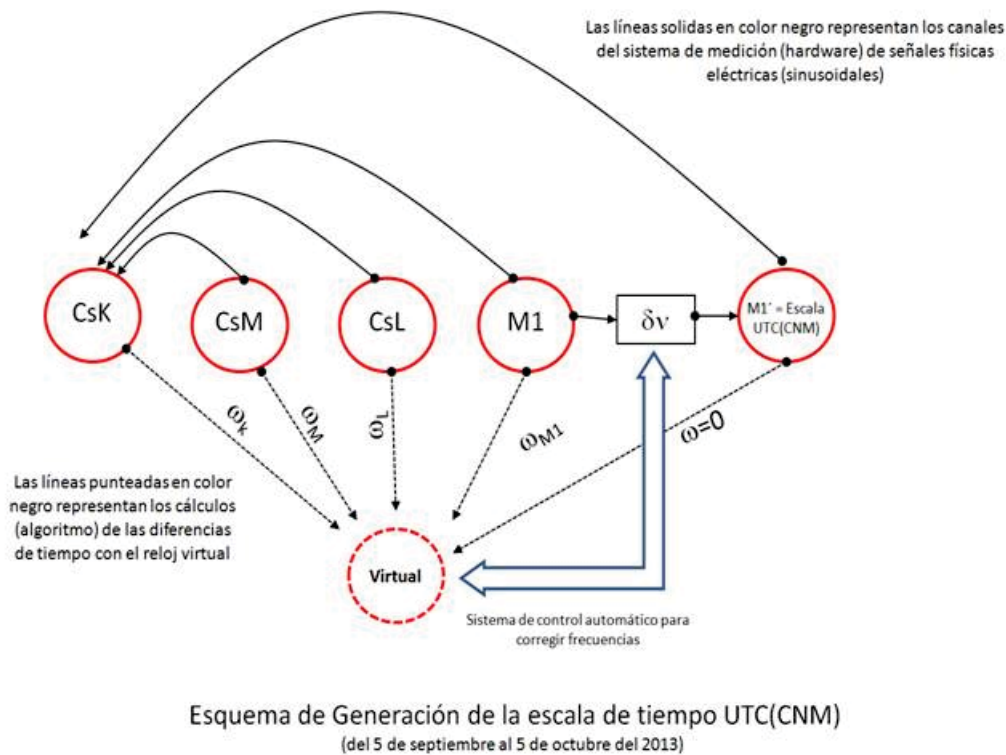 Las líneas solidas en color negro representan los canales
del sistema de medición (hardware) de señales físicas
eléctricas (sinusoidales)
CsK
CsM
CsL
M1
δν
M1´ = Escala
UTC(CNM)
ωk
ωM
ωL
ωM1
ω=0
Las líneas punteadas en color
negro representan los cálculos
(algoritmo) de las diferencias
de tiempo con el reloj virtual
Virtual
Sistema de control automático para
corregir frecuencias
Esquema de Generación de la escala de tiempo UTC(CNM)
(del 5 de septiembre al 5 de octubre del 2013)